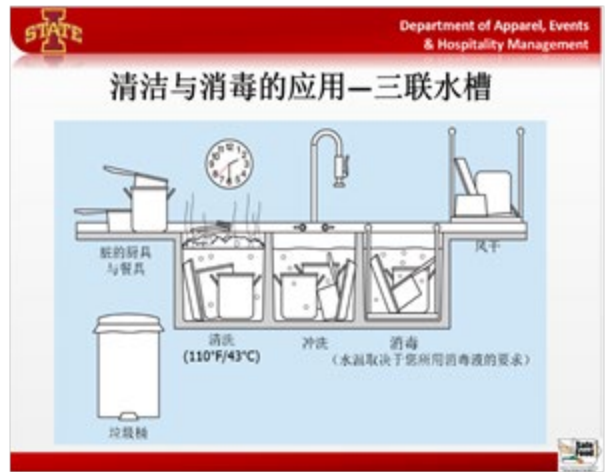 STATE
Department of Apparel, Events
& Hospitality Management
清洁与消毒的应用—三联水槽
脏的厨具
与餐具
风干
清洗
(110°F/43°C)
冲洗
消毒
（水温取决于您所用消毒液的要求）
垃圾桶
Safe
Food